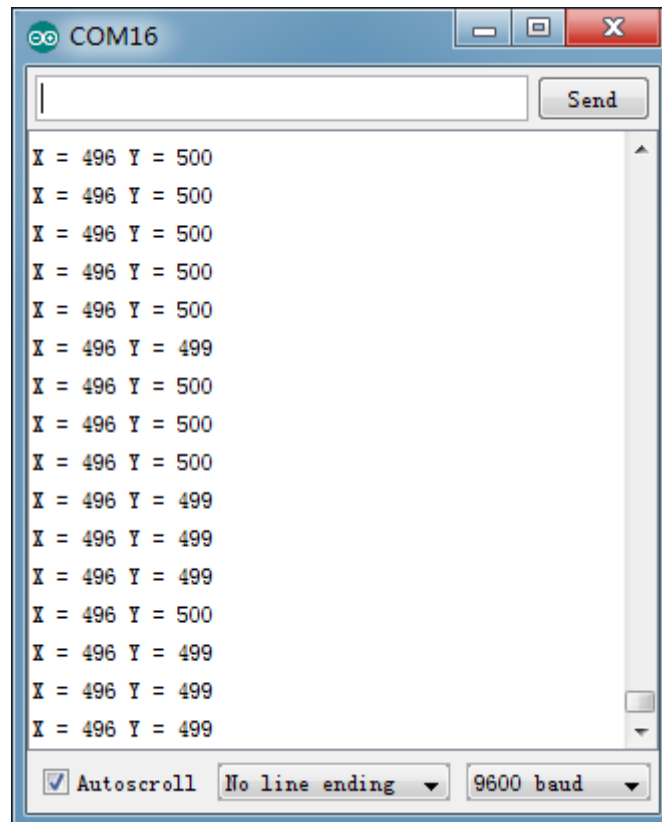 COM16
Send
X = 496 Y = 500
X = 496 Y = 500
X = 496 Y = 500
X = 496 Y = 500
X = 496 Y = 500
X = 496 Y = 499
X = 496 Y = 500
X = 496 Y = 500
X = 496 Y = 500
X = 496 Y = 499
X = 496 Y = 499
X = 496 Y = 499
X = 496 Y = 500
X = 496 Y = 499
X = 496 Y = 499
X = 496 Y = 499
Autoscroll No line ending 9600 baud